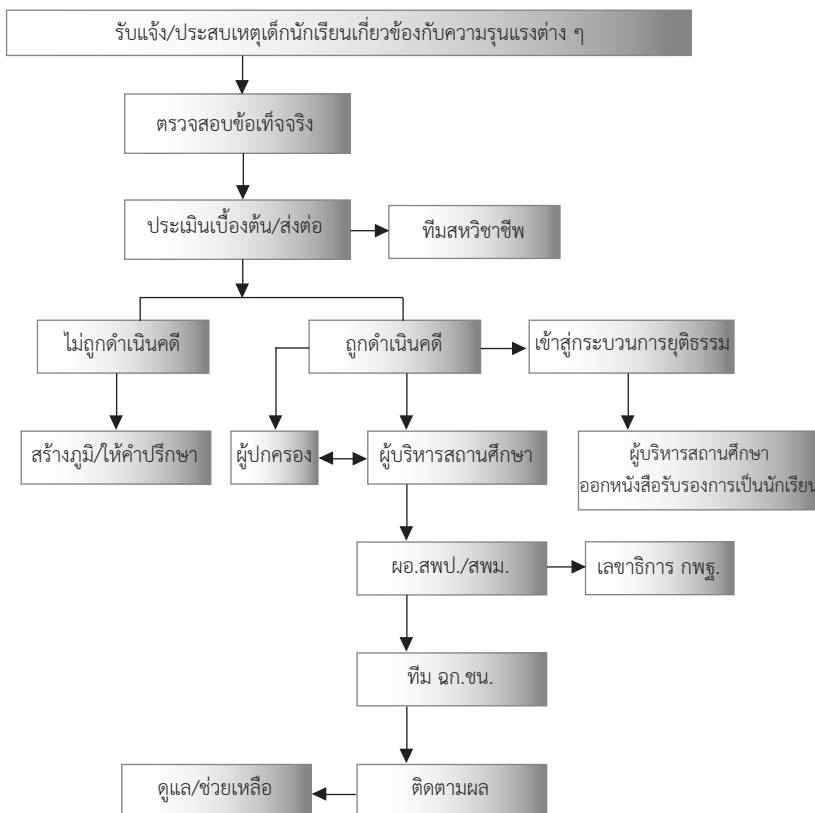 รับแจ้ง/ประสบเหตุเด็กนักเรียนเกี่ยวข้องกับความรุนแรงต่าง ๆ
ตรวจสอบข้อเท็จจริง
ประเมินเบื้องต้น/ส่งต่อ
ทีมสหวิชาชีพ
ไม่ถูกดำเนินคดี
ถูกดำเนินคดี
เข้าสู่กระบวนการยุติธรรม
สร้างภูมิ/ให้คำปรึกษา
ผู้ปกครอง
ผู้บริหารสถานศึกษา
ผู้บริหารสถานศึกษา
ออกหนังสือรับรองการเป็นนักเรียน
ผอ.สพป./สพม.
เลขาธิการ กพฐ.
ทีม ฉก.ชน.
ดูแล/ช่วยเหลือ
ติดตามผล